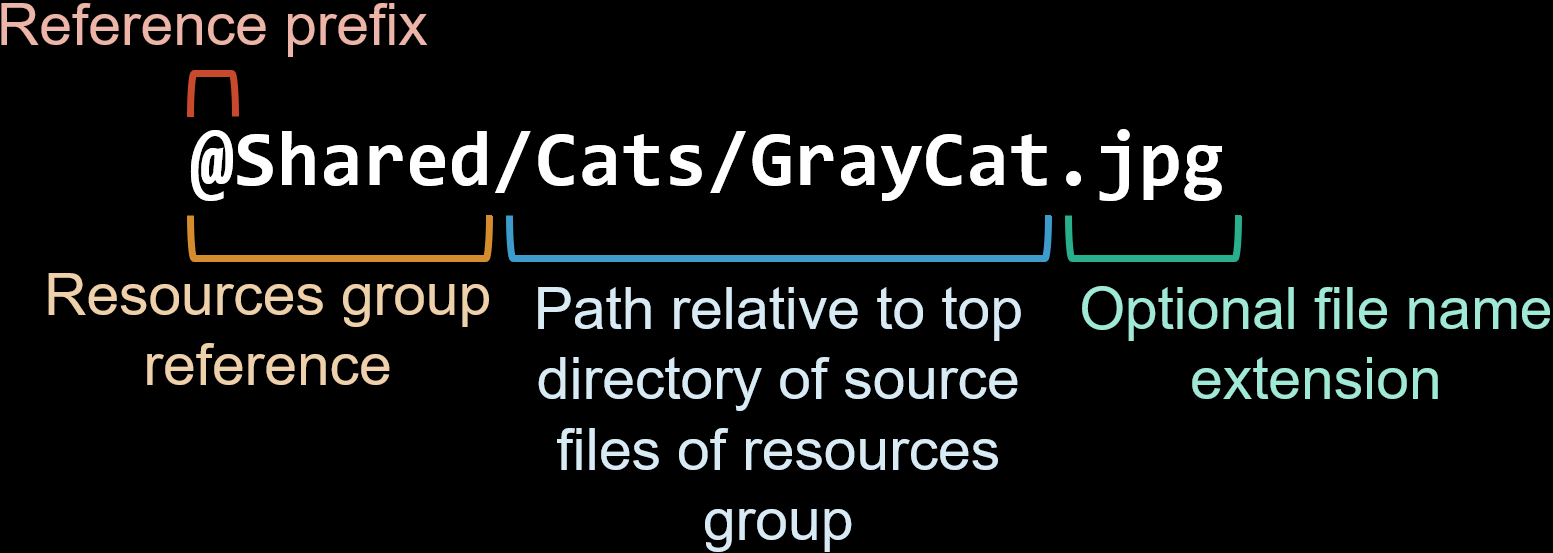 Reference prefix
@Shared/Cats/GrayCat.jpg
Resources group
reference
Path relative to top
directory of source
files of resources
group
Optional file name
extension